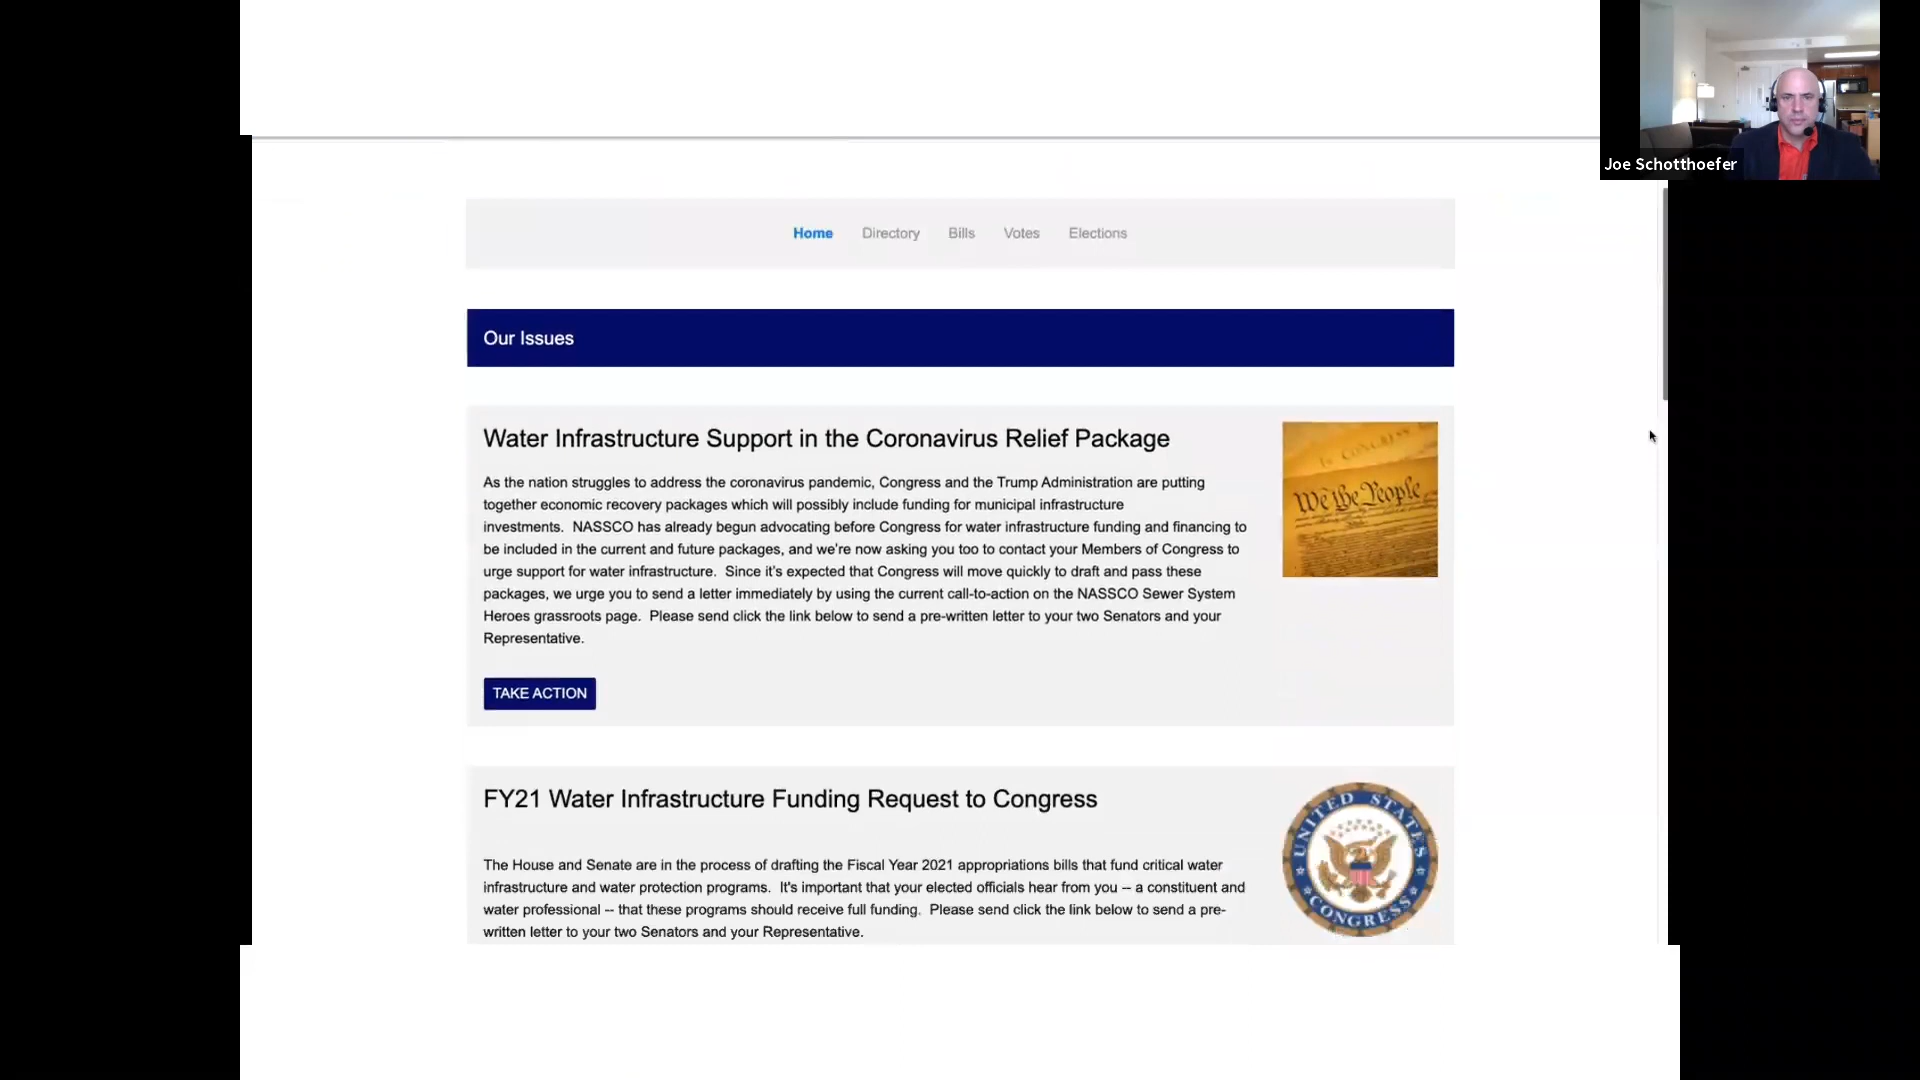 Joe Schotthoefer
Home Directory Bills Votes Elections
Our Issues
Water Infrastructure Support in the Coronavirus Relief Package
As the nation struggles to address the coronavirus pandemic, Congress and the Trump Administration are putting
together economic recovery packages which will possibly include funding for municipal infrastructure
investments.  NASSCO has already begun advocating before Congress for water infrastructure funding and financing to
be included in the current and future packages, and we're now asking you too to contact your Members of Congress to
urge support for water infrastructure.  Since it's expected that Congress will move quickly to draft and pass these
packages, we urge you to send a letter immediately by using the current call-to-action on the NASSCO Sewer System
Heroes grassroots page.  Please send click the link below to send a pre-written letter to your two Senators and your
Representative.
In CONGRESS
We the People
TAKE ACTION
FY21 Water Infrastructure Funding Request to Congress
The House and Senate are in the process of drafting the Fiscal Year 2021 appropriations bills that fund critical water
infrastructure and water protection programs.  It's important that your elected officials hear from you -- a constituent and
water professional -- that these programs should receive full funding.  Please send click the link below to send a pre-
written letter to your two Senators and your Representative.
UNITED STATES
CONGRESS